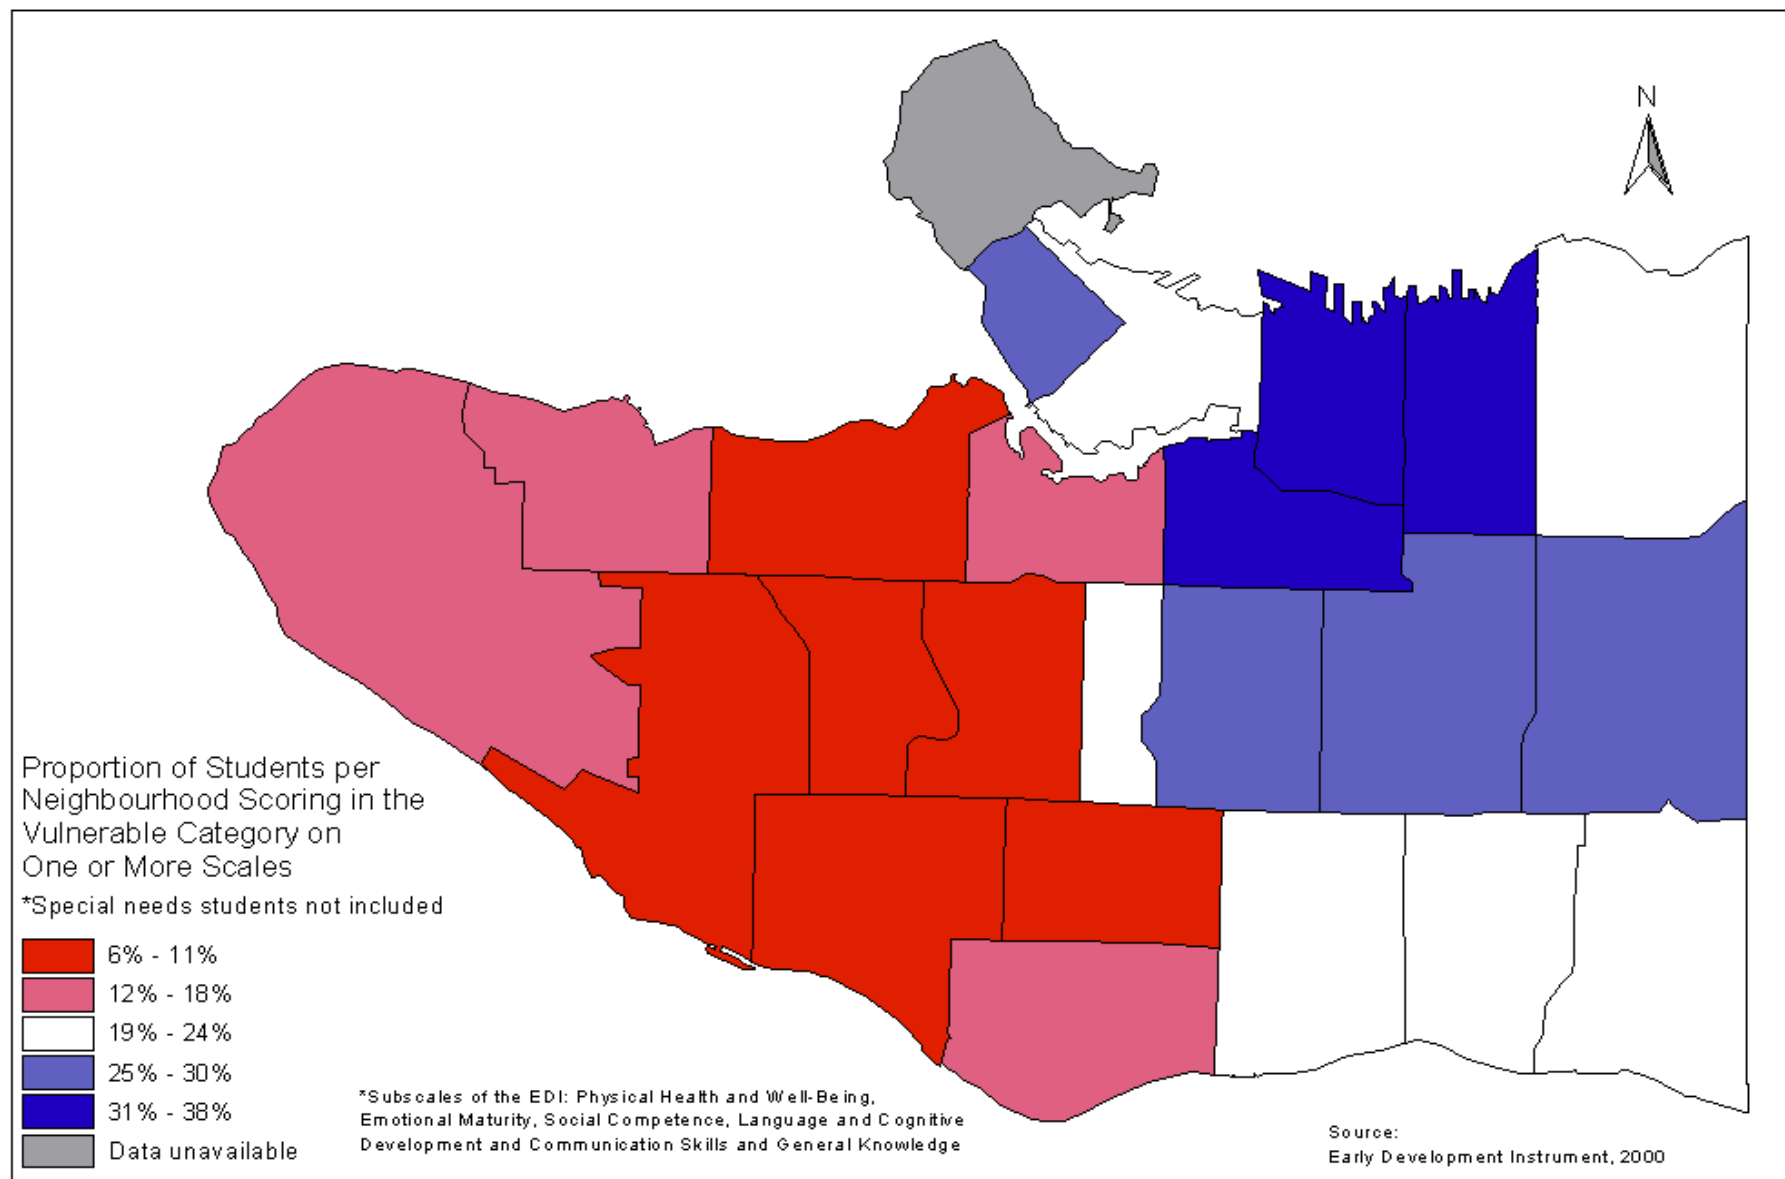 N
Proportion of Students per
Neighbourhood Scoring in the
Vulnerable Category on
One or More Scales
*Special needs students not included
6% - 11%
12% - 18%
19% - 24%
25% - 30%
31% - 38%
Data unavailable
*Subscales of the EDI: Physical Health and Well-Being,
Emotional Maturity, Social Competence, Language and Cognitive
Development and Communication Skills and General Knowledge
Source:
Early Development Instrument, 2000